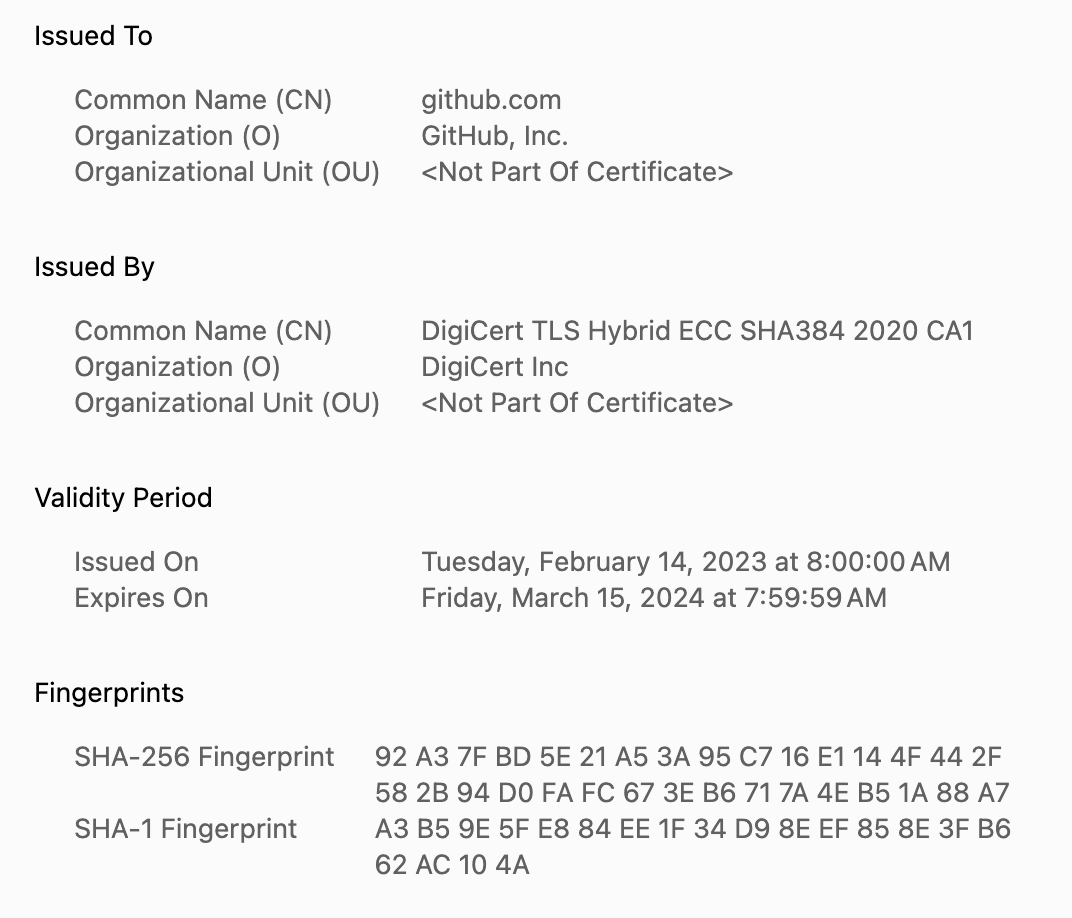 Issued To
Common Name (CN) github.com
Organization (O) GitHub, Inc.
Organizational Unit (OU) <Not Part Of Certificate>
Issued By
Common Name (CN) DigiCert TLS Hybrid ECC SHA384 2020 CA1
Organization (O) DigiCert Inc
Organizational Unit (OU) <Not Part Of Certificate>
Validity Period
Issued On Tuesday, February 14, 2023 at 8:00:00 AM
Expires On Friday, March 15, 2024 at 7:59:59 AM
Fingerprints
SHA-256 Fingerprint 92 A3 7F BD 5E 21 A5 3A 95 C7 16 E1 14 4F 44 2F
58 2B 94 D0 FA FC 67 3E B6 71 7A 4E B5 1A 88 A7
SHA-1 Fingerprint A3 B5 9E 5F E8 84 EE 1F 34 D9 8E EF 85 8E 3F B6
62 AC 10 4A